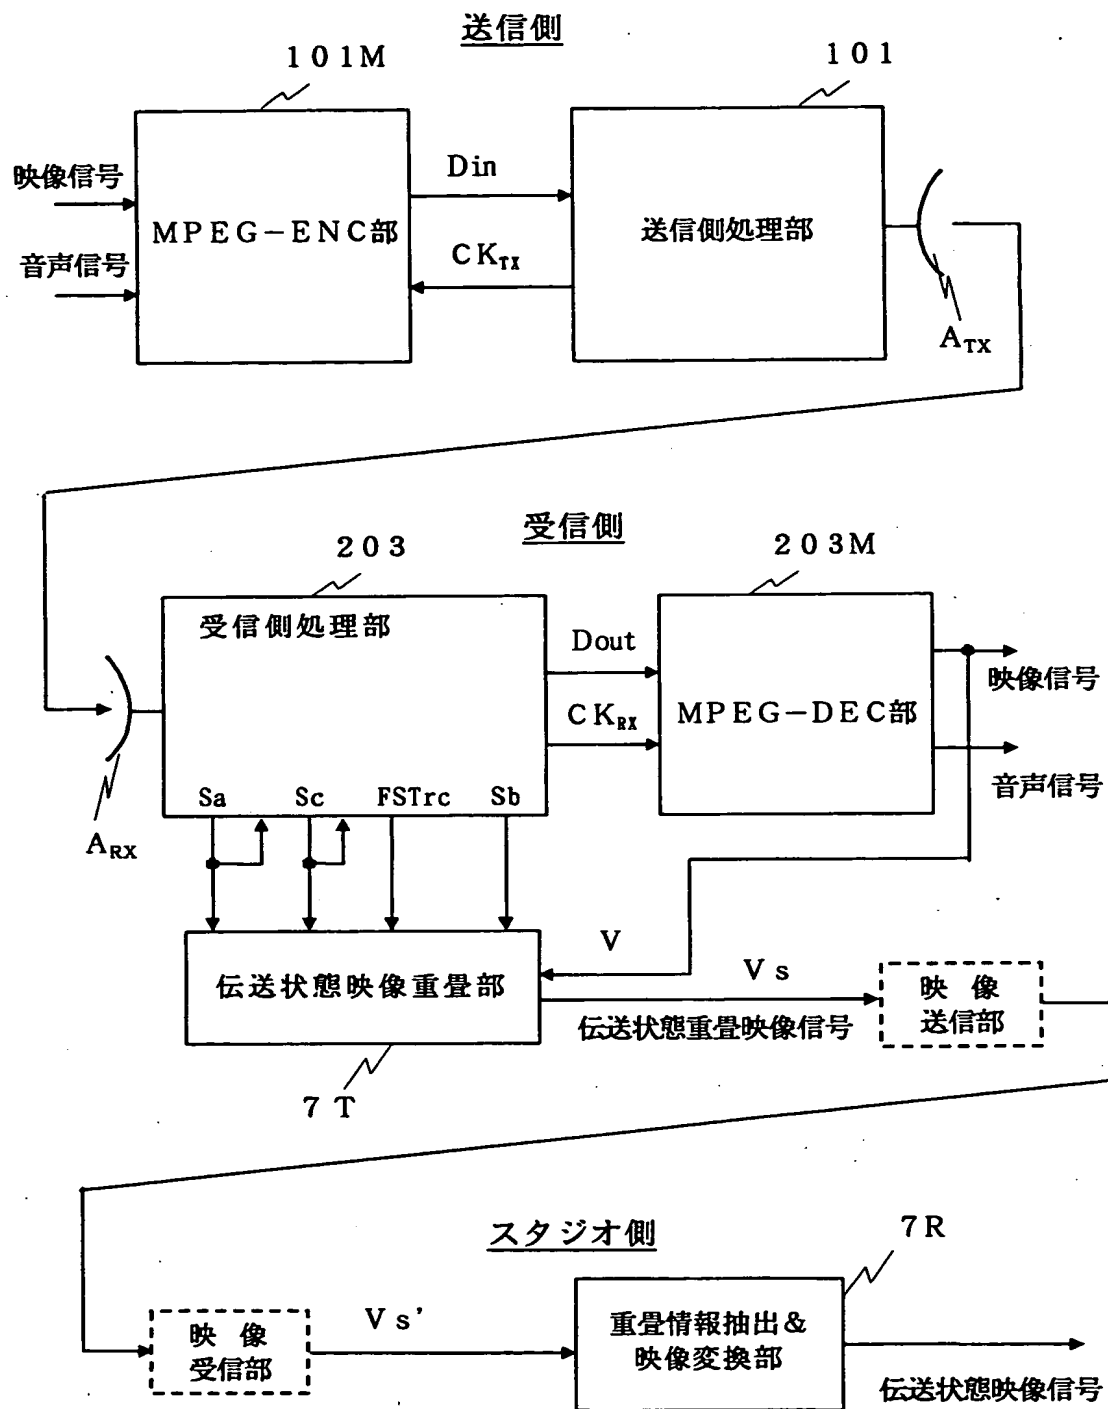 送信側
１０１Ｍ
１０１
映像信号
音声信号
ＭＰＥＧ－ＥＮＣ部
Din
CKTX
送信側処理部
ATX
受信側
２０３
２０３Ｍ
受信側処理部
Dout
CKRX
ＭＰＥＧ－ＤＥＣ部
映像信号
音声信号
Sa
Sc
FSTrc
Sb
ARX
伝送状態映像重畳部
V
Vs
伝送状態重畳映像信号
映像
送信部
７T
スタジオ側
７R
映像
受信部
Vs'
重畳情報抽出＆
映像変換部
伝送状態映像信号